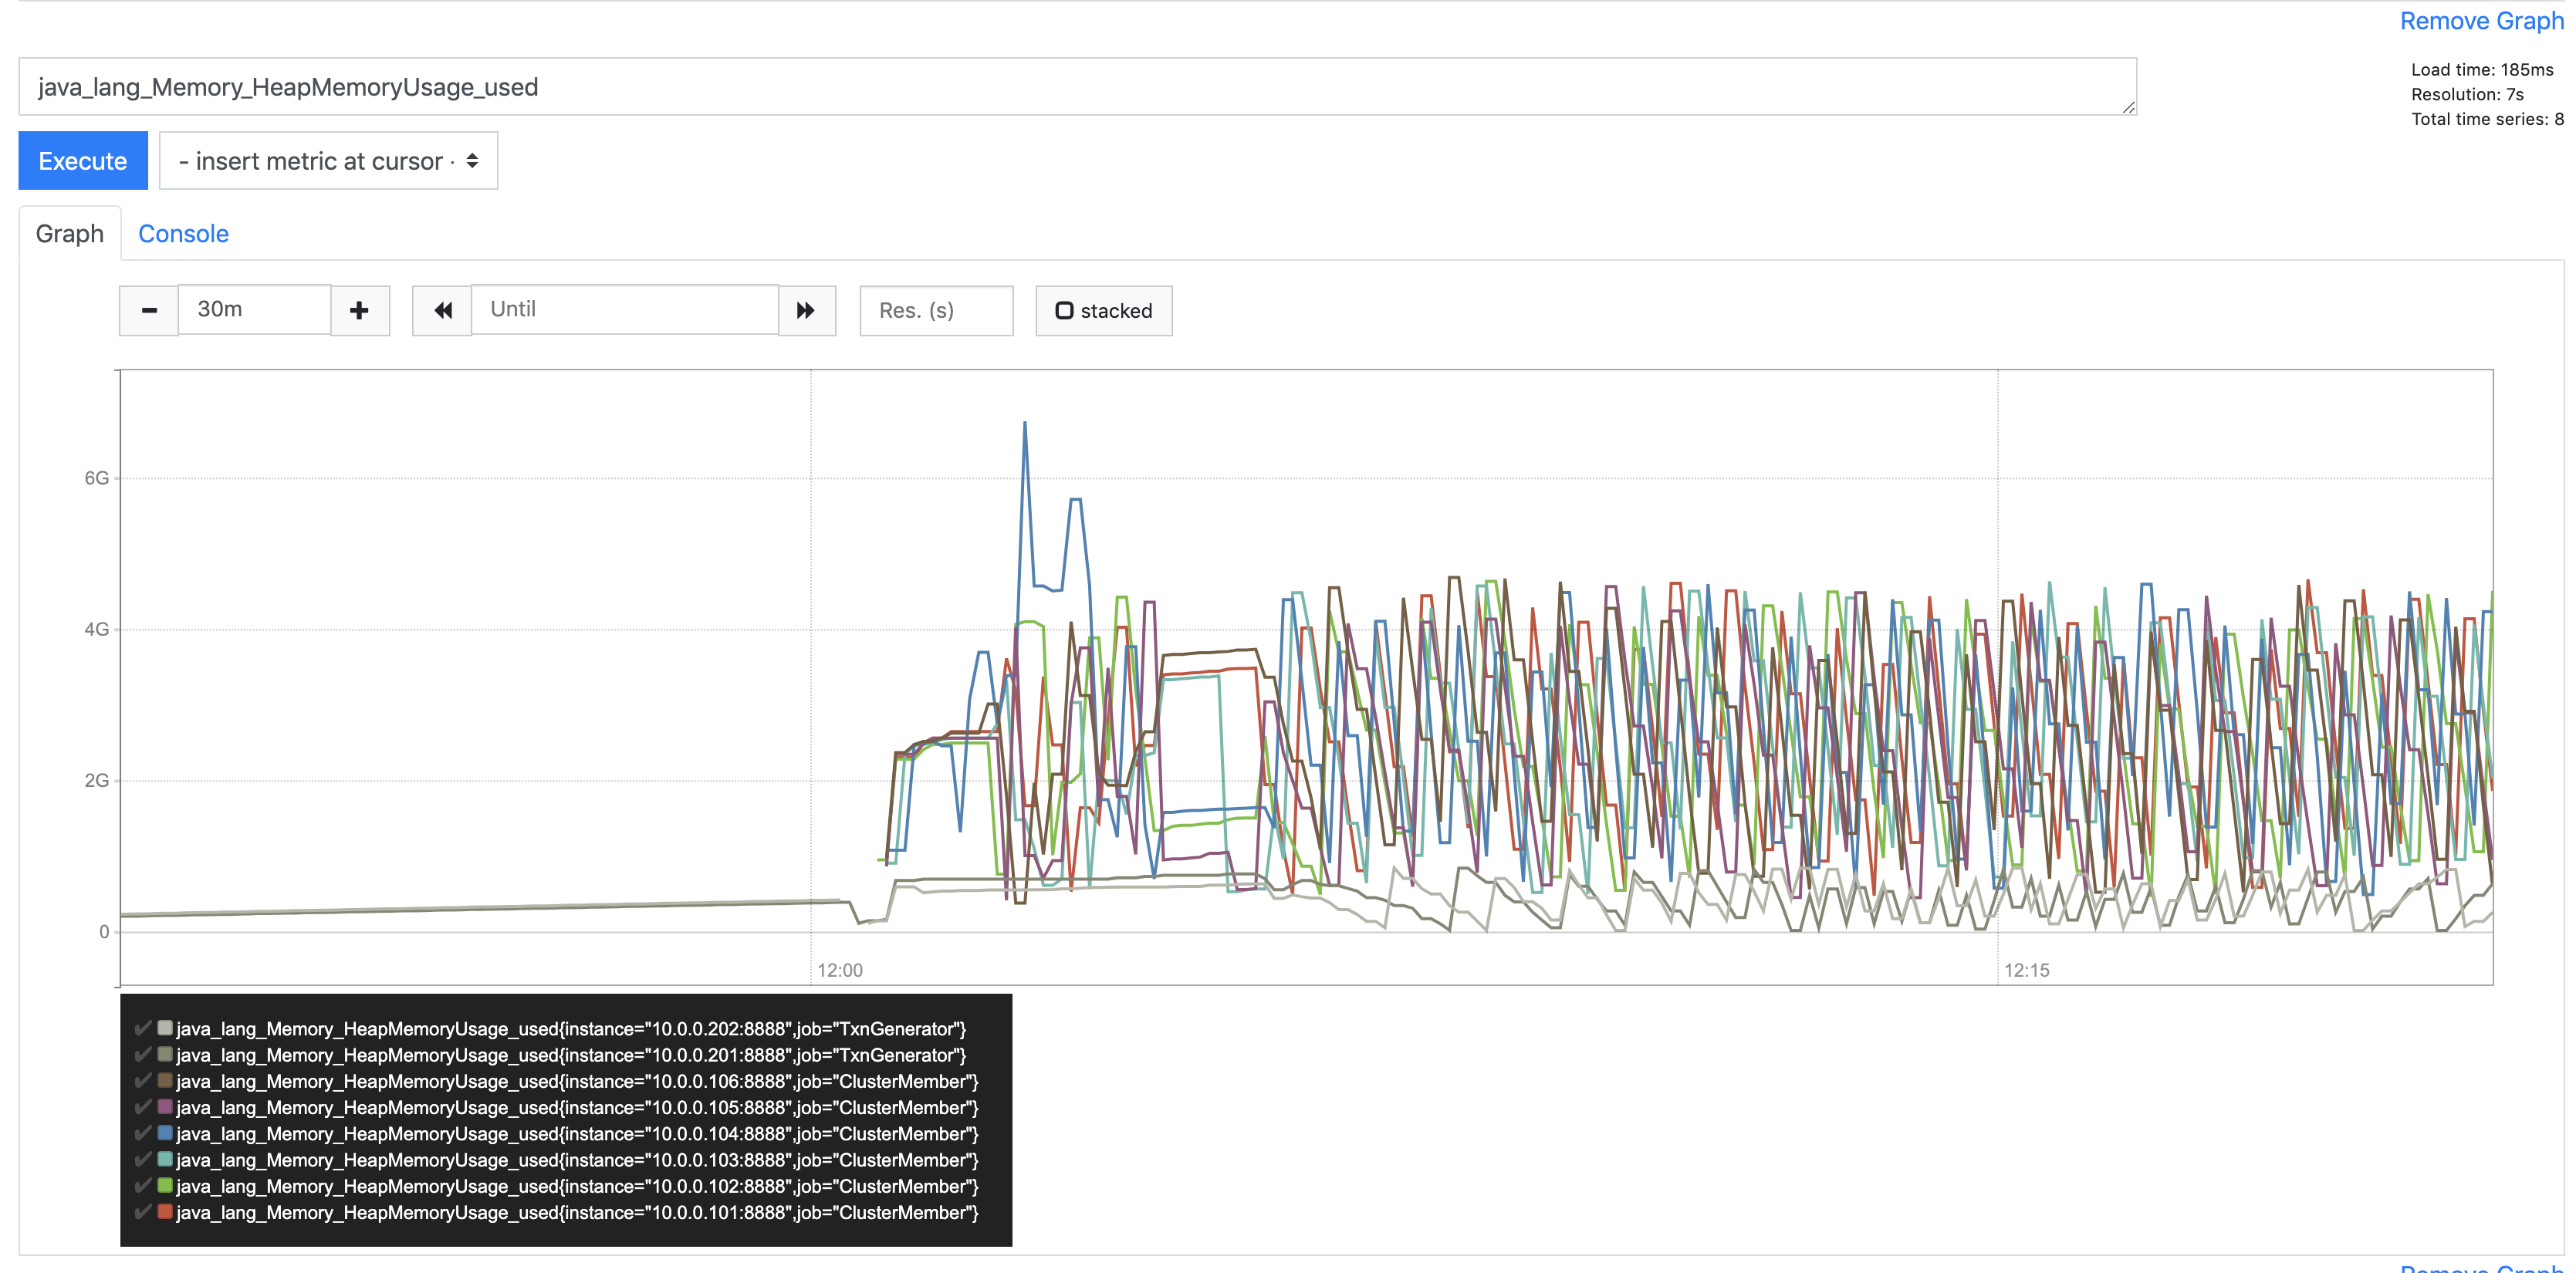 Remove Graph
java_lang_Memory_HeapMemoryUsage_used
Load time: 185ms
Resolution: 7s
Total time series: 8
Execute
- insert metric at cursor -
Graph Console
30m Until Res. (s) stacked
6G
4G
2G
0
12:00 12:15
java_lang_Memory_HeapMemoryUsage_used{instance="10.0.0.202:8888",job="TxnGenerator"}
java_lang_Memory_HeapMemoryUsage_used{instance="10.0.0.201:8888",job="TxnGenerator"}
java_lang_Memory_HeapMemoryUsage_used{instance="10.0.0.106:8888",job="ClusterMember"}
java_lang_Memory_HeapMemoryUsage_used{instance="10.0.0.105:8888",job="ClusterMember"}
java_lang_Memory_HeapMemoryUsage_used{instance="10.0.0.104:8888",job="ClusterMember"}
java_lang_Memory_HeapMemoryUsage_used{instance="10.0.0.103:8888",job="ClusterMember"}
java_lang_Memory_HeapMemoryUsage_used{instance="10.0.0.102:8888",job="ClusterMember"}
java_lang_Memory_HeapMemoryUsage_used{instance="10.0.0.101:8888",job="ClusterMember"}
Remove Graph